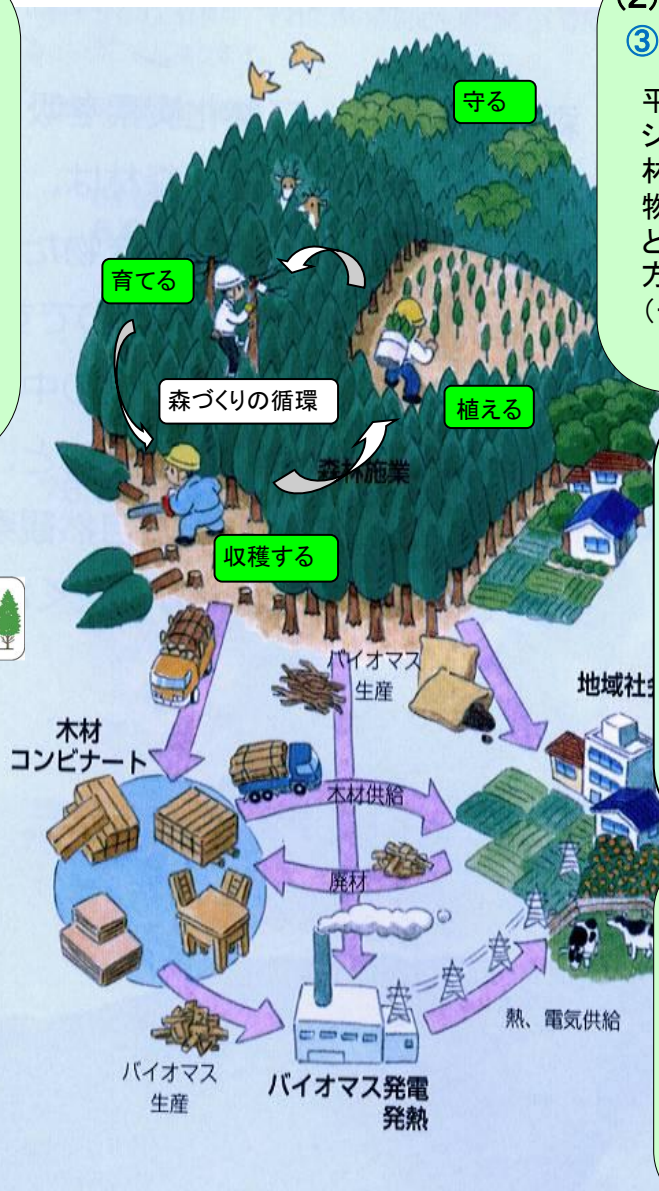 (2)
③
平
シ
林
物
と
方
守る
育てる
森づくりの循環
植える
森林施業
収穫する
バイオマス
生産
地域社会
木材
コンビナート
木材供給
廃材
熱、電気供給
バイオマス
生産
バイオマス発電
発熱